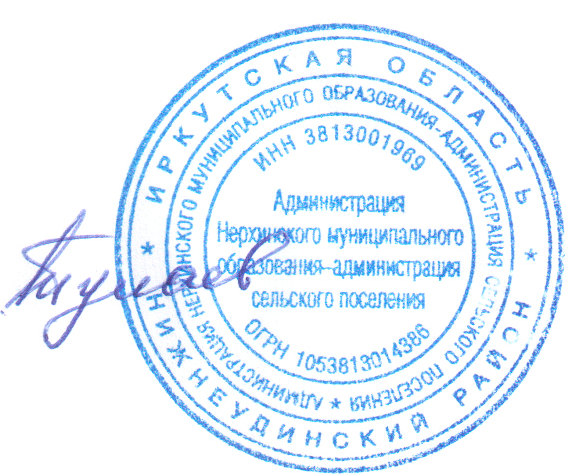 ИРКУТСКАЯ ОБЛАСТЬ
* НИЖНЕУДИНСКИЙ РАЙОН *
АДМИНИСТРАЦИЯ НЕРХИНСКОГО МУНИЦИПАЛЬНОГО ОБРАЗОВАНИЯ-АДМИНИСТРАЦИЯ СЕЛЬСКОГО ПОСЕЛЕНИЯ *
ИНН 3813001969
Администрация
Нерхинского муниципального
образования–администрация
сельского поселения
ОГРН 1053813014386